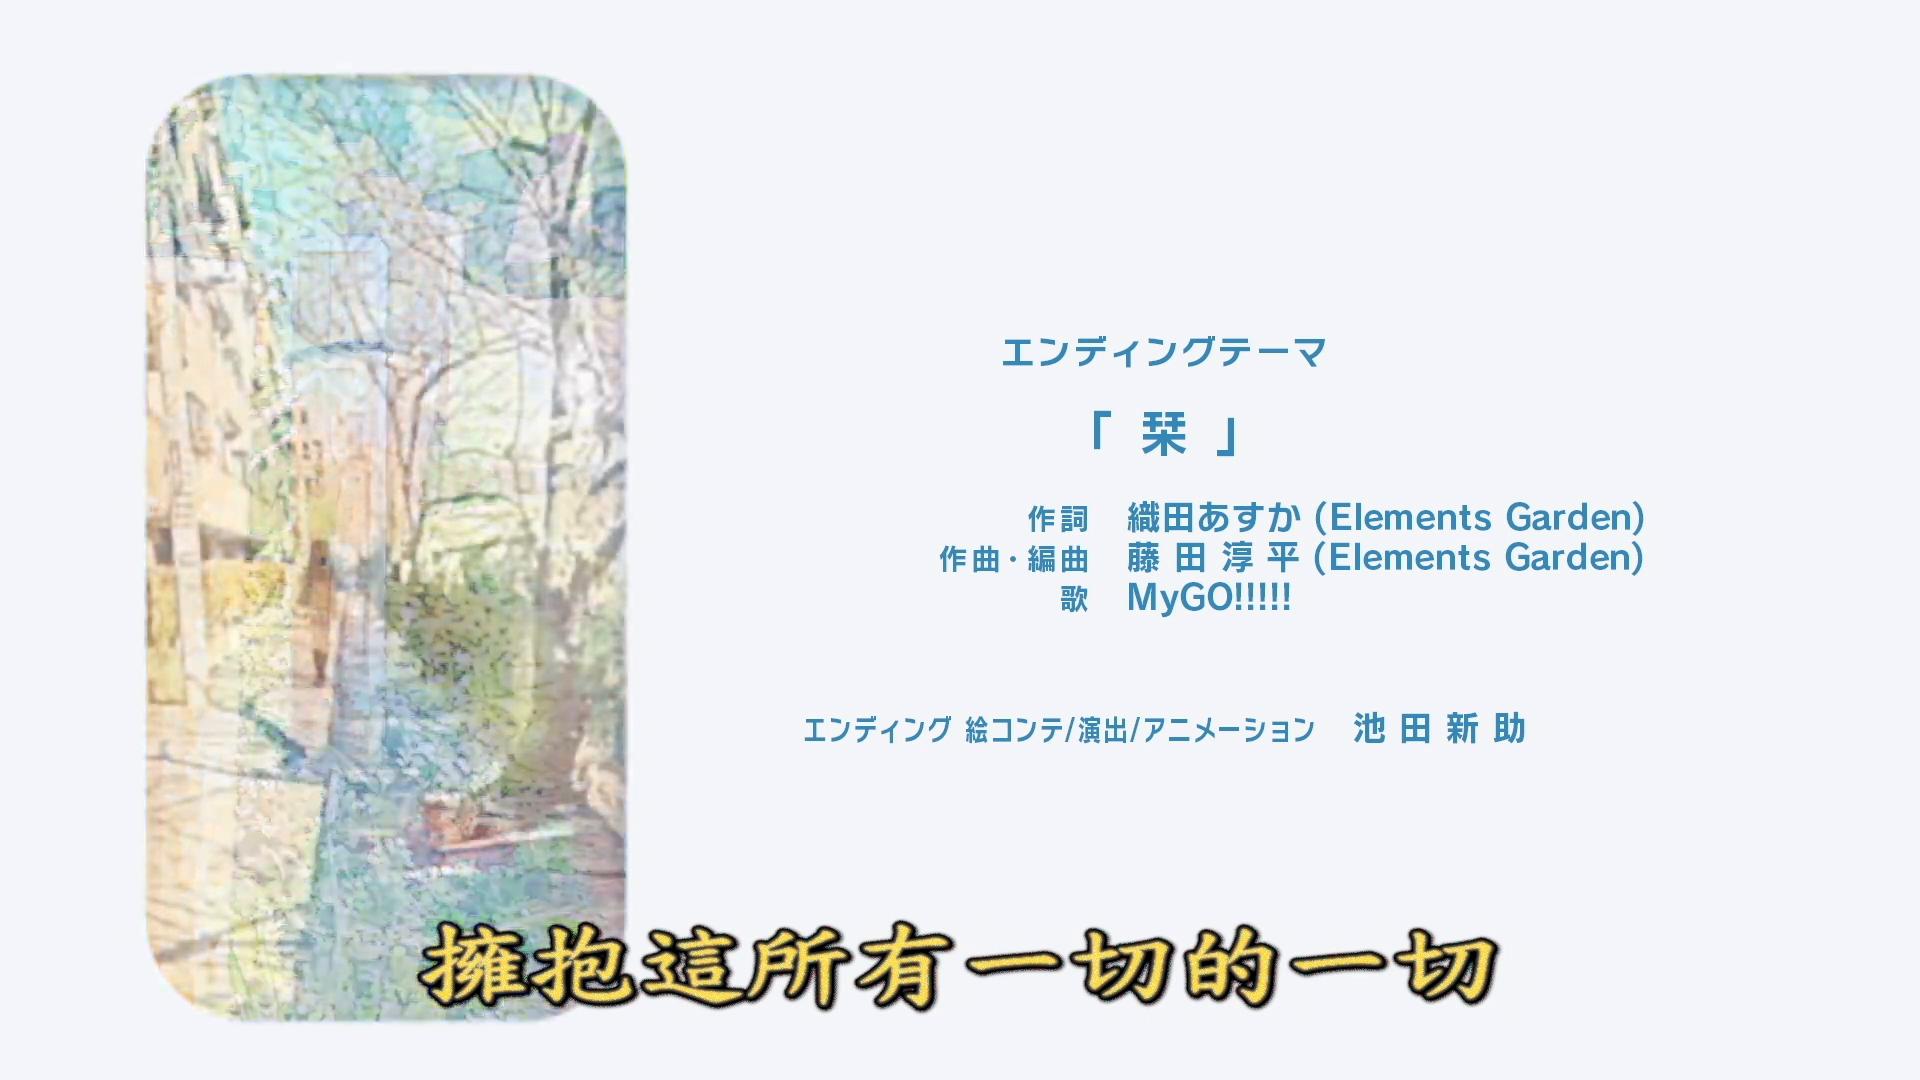 エンディングテーマ
「 栞 」
作詞 織田あすか (Elements Garden)
作曲・編曲 藤田淳平 (Elements Garden)
歌 MyGO!!!!!
エンディング 絵コンテ/演出/アニメーション 池田新助
擁抱這所有一切的一切